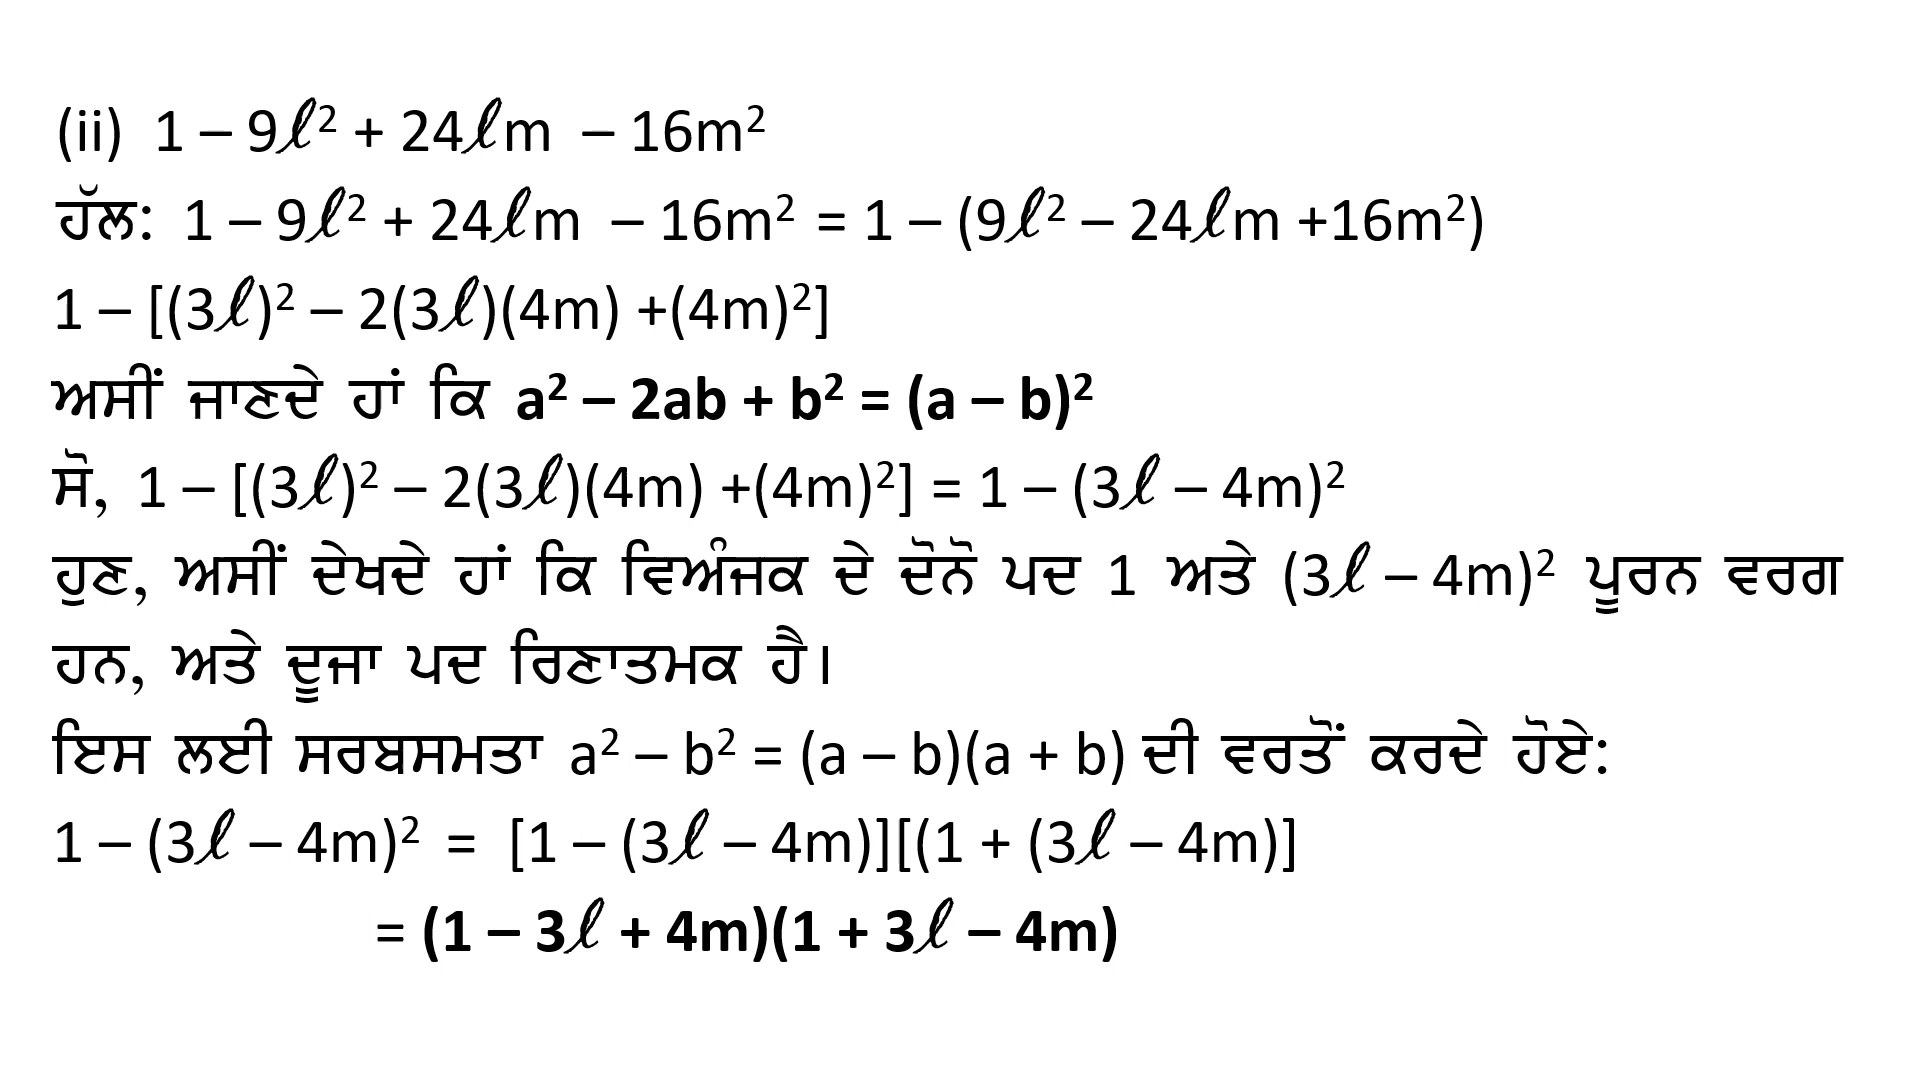 (ii) 1 – 9ℓ² + 24ℓm – 16m²
ਹੱਲ: 1 – 9ℓ² + 24ℓm – 16m² = 1 – (9ℓ² – 24ℓm +16m²)
1 – [(3ℓ)² – 2(3ℓ)(4m) +(4m)²]
ਅਸੀਂ ਜਾਣਦੇ ਹਾਂ ਕਿ a² – 2ab + b² = (a – b)²
ਸੋ, 1 – [(3ℓ)² – 2(3ℓ)(4m) +(4m)²] = 1 – (3ℓ – 4m)²
ਹੁਣ, ਅਸੀਂ ਦੇਖਦੇ ਹਾਂ ਕਿ ਵਿਅੰਜਕ ਦੇ ਦੋਨੋ ਪਦ 1 ਅਤੇ (3ℓ – 4m)² ਪੂਰਨ ਵਰਗ
ਹਨ, ਅਤੇ ਦੂਜਾ ਪਦ ਰਿਣਾਤਮਕ ਹੈ।
ਇਸ ਲਈ ਸਰਬਸਮਤਾ a² – b² = (a – b)(a + b) ਦੀ ਵਰਤੋਂ ਕਰਦੇ ਹੋਏ:
1 – (3ℓ – 4m)² = [1 – (3ℓ – 4m)][(1 + (3ℓ – 4m)]
= (1 – 3ℓ + 4m)(1 + 3ℓ – 4m)